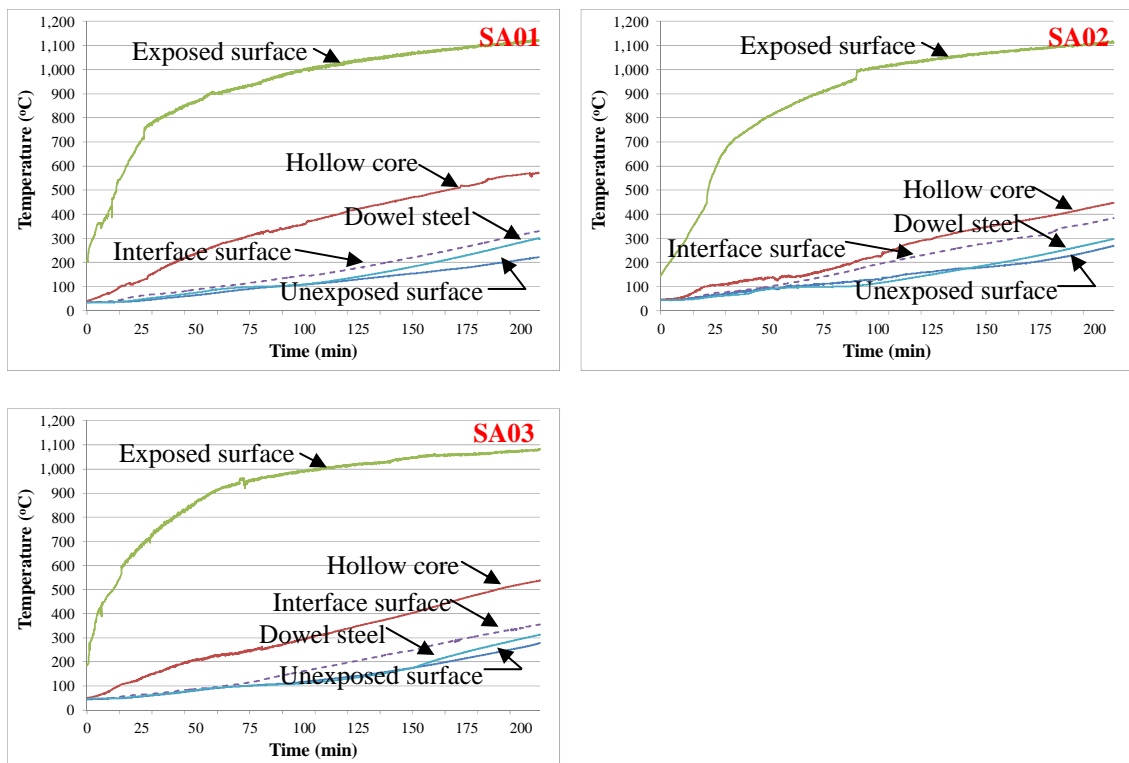 1,200
SA01
1,100
Exposed surface
1,000
900
800
700
600
Hollow core
500
400
Dowel steel
300
Interface surface
200
100
Unexposed surface
0
0 25 50 75 100 125 150 175 200
Temperature (ºC)
Time (min)
1,200
SA02
1,100
Exposed surface
1,000
900
800
700
600
500
Hollow core
400
Dowel steel
300
Interface surface
200
100
Unexposed surface
0
0 25 50 75 100 125 150 175 200
Temperature (ºC)
Time (min)
1,200
SA03
1,100
Exposed surface
1,000
900
800
700
600
Hollow core
500
400
Interface surface
300
Dowel steel
200
Unexposed surface
100
0
0 25 50 75 100 125 150 175 200
Temperature (ºC)
Time (min)